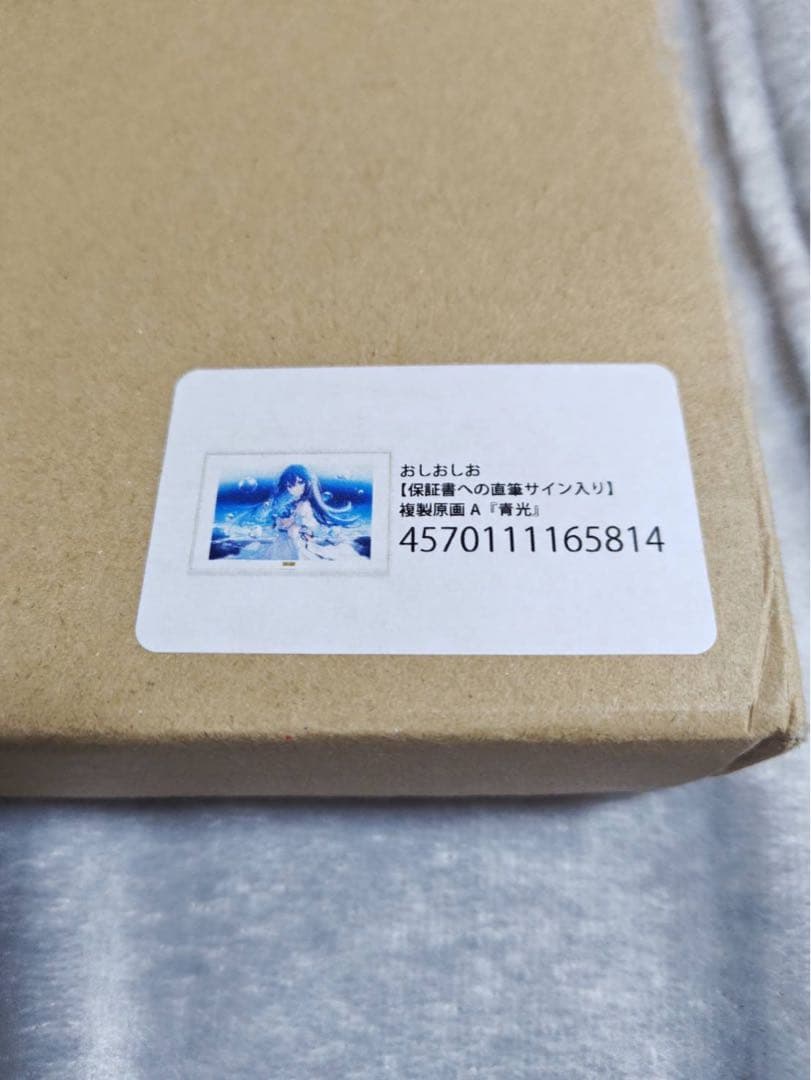 おしおしお
【保証書への直筆サイン入り】
複製原画 A『青光』
4570111165814